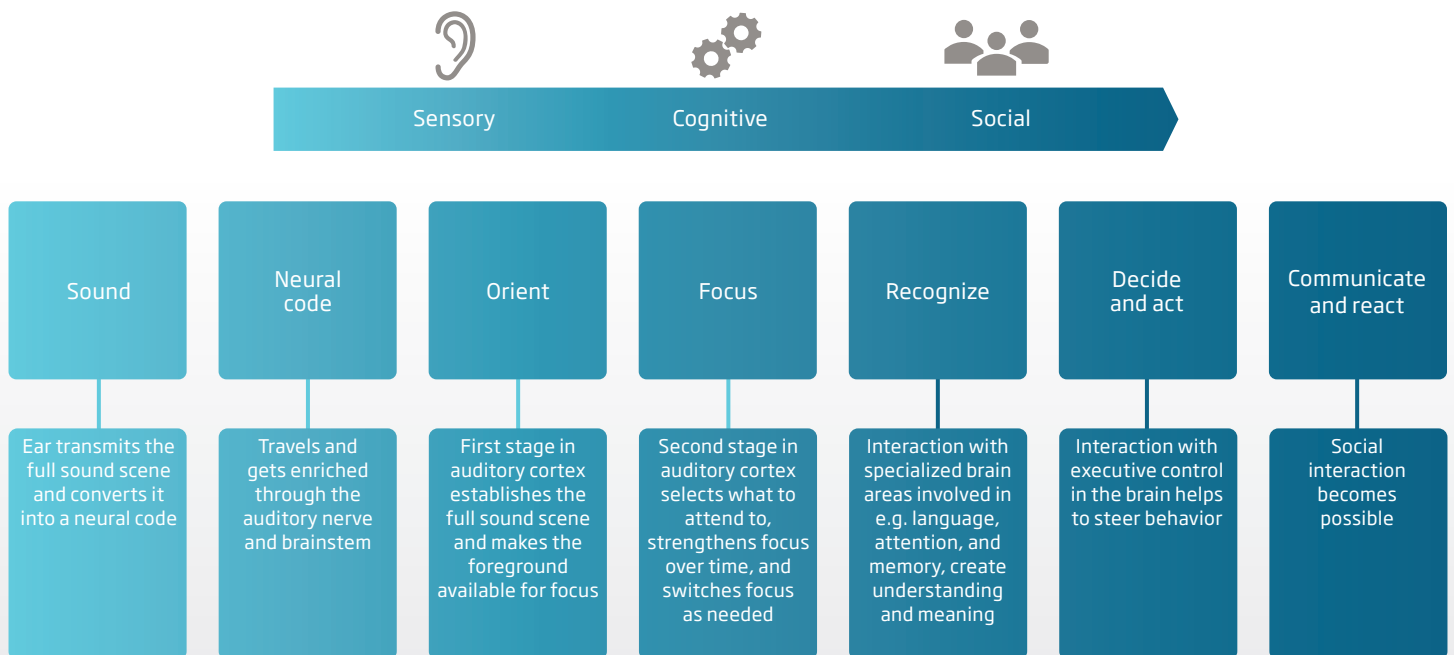 Sensory
Cognitive
Social
Sound
Neural
code
Orient
Focus
Recognize
Decide
and act
Communicate
and react
Ear transmits the
full sound scene
and converts it
into a neural code
Travels and
gets enriched
through the
auditory nerve
and brainstem
First stage in
auditory cortex
establishes the
full sound scene
and makes the
foreground
available for focus
Second stage in
auditory cortex
selects what to
attend to,
strengthens focus
over time, and
switches focus
as needed
Interaction with
specialized brain
areas involved in
e.g. language,
attention, and
memory, create
understanding
and meaning
Interaction with
executive control
in the brain helps
to steer behavior
Social
interaction
becomes
possible